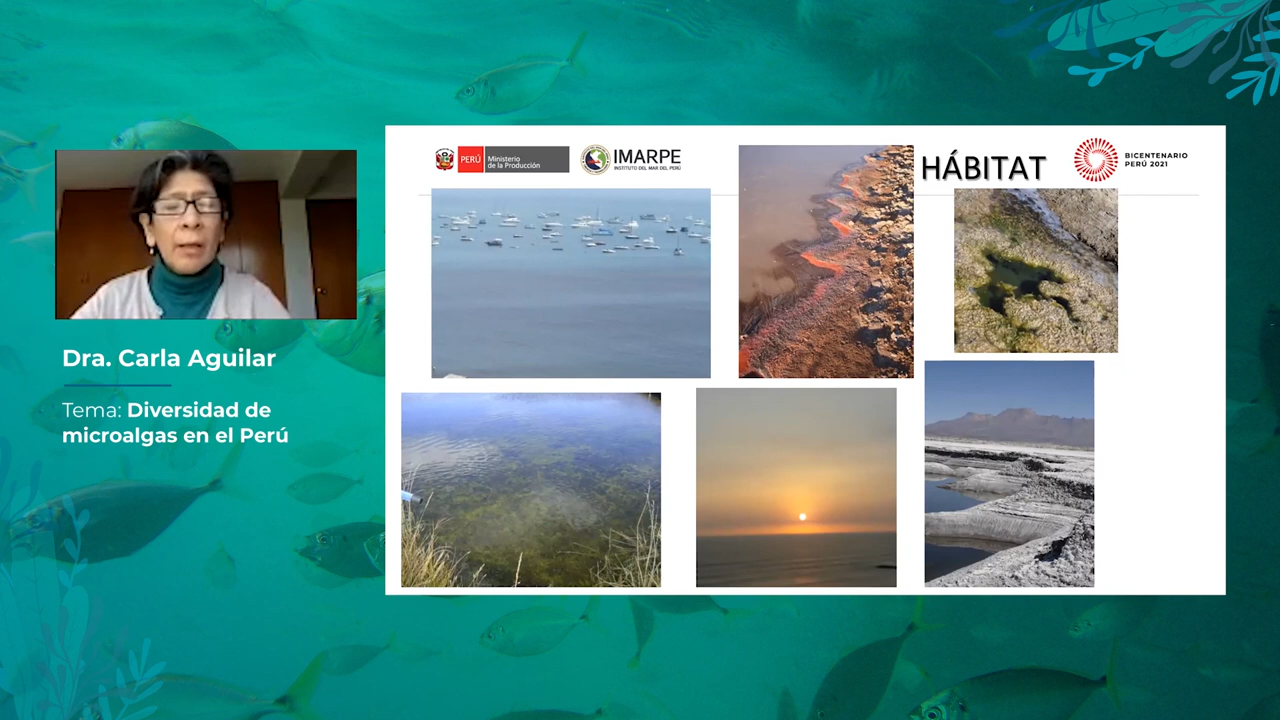 Dra. Carla Aguilar
Tema: Diversidad de
microalgas en el Perú
PERÚ
Ministerio
de la Producción
IMARPE
INSTITUTO DEL MAR DEL PERÚ
HÁBITAT
BICENTENARIO
PERÚ 2021